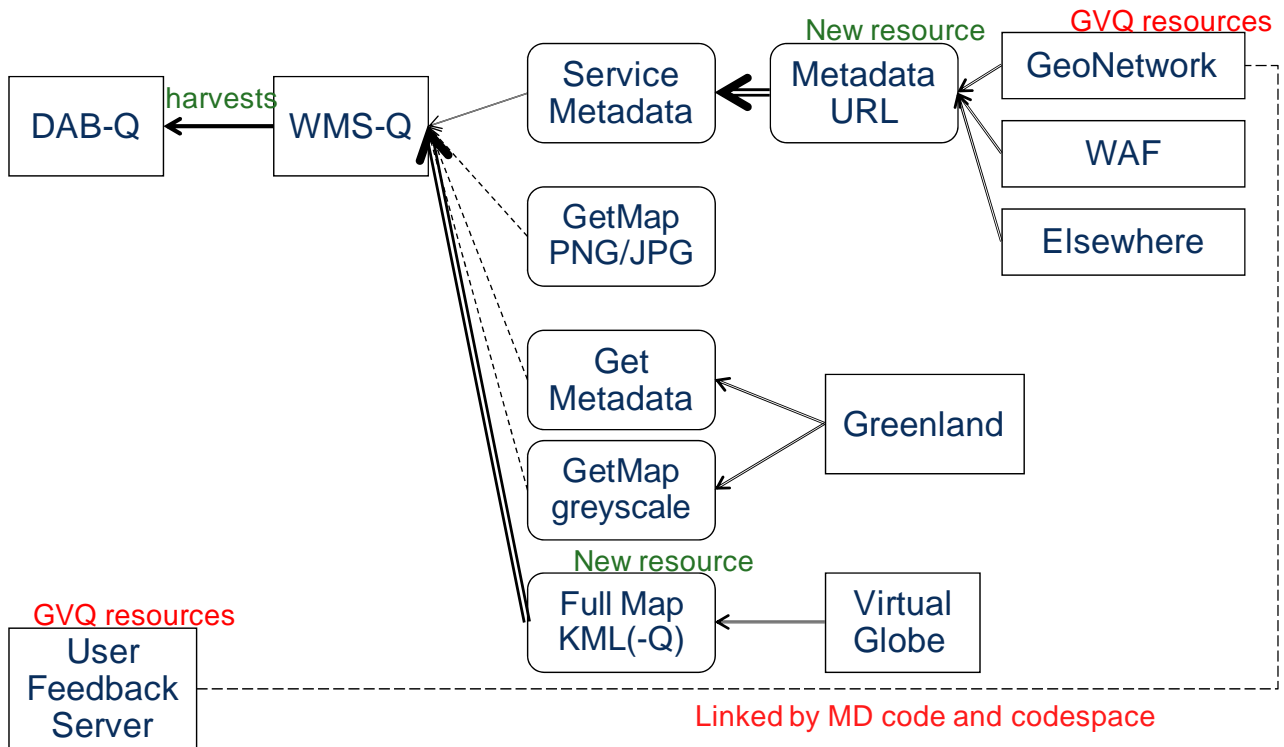 New resource
GVQ resources
harvests
DAB-Q
WMS-Q
Service
Metadata
Metadata
URL
GeoNetwork
WAF
Elsewhere
GetMap
PNG/JPG
Get
Metadata
GetMap
greyscale
Greenland
New resource
Full Map
KML(-Q)
Virtual
Globe
GVQ resources
User
Feedback
Server
Linked by MD code and codespace